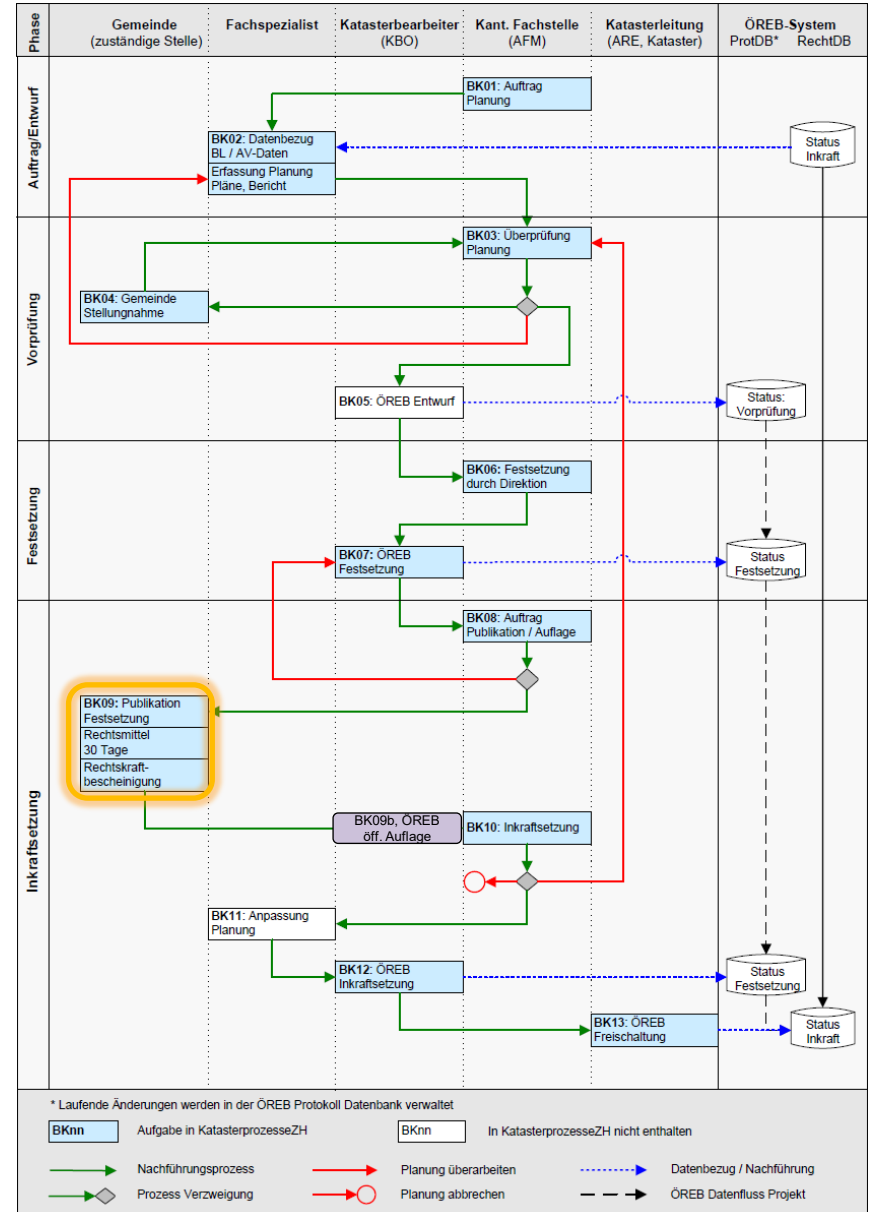 Phase
Gemeinde
(zuständige Stelle)
Fachspezialist
Katasterbearbeiter
(KBO)
Kant. Fachstelle
(AFM)
Katasterleitung
(ARE, Kataster)
ÖREB-System
ProtDB* RechtDB
Auftrag/Entwurf
BK01: Auftrag
Planung
BK02: Datenbezug
BL / AV-Daten
Erfassung Planung
Pläne, Bericht
Status
Inkraft
Vorprüfung
BK03: Überprüfung
Planung
BK04: Gemeinde
Stellungnahme
BK05: ÖREB Entwurf
Status:
Vorprüfung
Festsetzung
BK06: Festsetzung
durch Direktion
BK07: ÖREB
Festsetzung
Status
Festsetzung
Inkraftsetzung
BK08: Auftrag
Publikation / Auflage
BK09: Publikation
Festsetzung
Rechtsmittel
30 Tage
Rechtskraft-
bescheinigung
BK09b, ÖREB
öff. Auflage
BK10: Inkraftsetzung
BK11: Anpassung
Planung
BK12: ÖREB
Inkraftsetzung
Status
Festsetzung
BK13: ÖREB
Freischaltung
Status
Inkraft
* Laufende Änderungen werden in der ÖREB Protokoll Datenbank verwaltet
BKnn Aufgabe in KatasterprozesseZH BKnn In KatasterprozesseZH nicht enthalten
Nachführungsprozess Planung überarbeiten Datenbezug / Nachführung
Prozess Verzweigung Planung abbrechen ÖREB Datenfluss Projekt